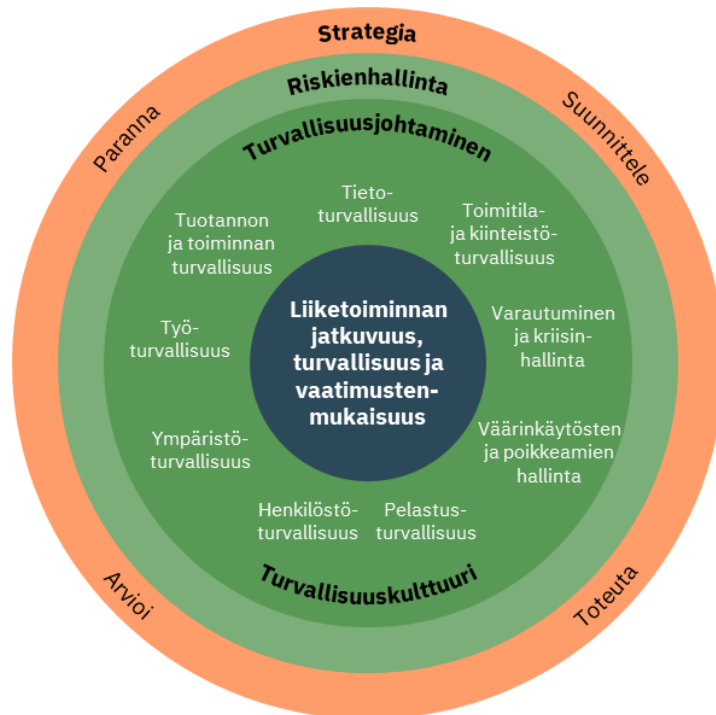 Strategia
Riskienhallinta
Turvallisuusjohtaminen
Paranna
Suunnittele
Tieto-
turvallisuus
Tuotannon
ja toiminnan
turvallisuus
Toimitila-
ja kiinteistö-
turvallisuus
Työ-
turvallisuus
Liiketoiminnan
jatkuvuus,
turvallisuus ja
vaatimusten-
mukaisuus
Varautuminen
ja kriisin-
hallinta
Ympäristö-
turvallisuus
Väärinkäytösten
ja poikkeamien
hallinta
Henkilöstö-
turvallisuus
Pelastus-
turvallisuus
Turvallisuuskulttuuri
Arvioi
Toteuta